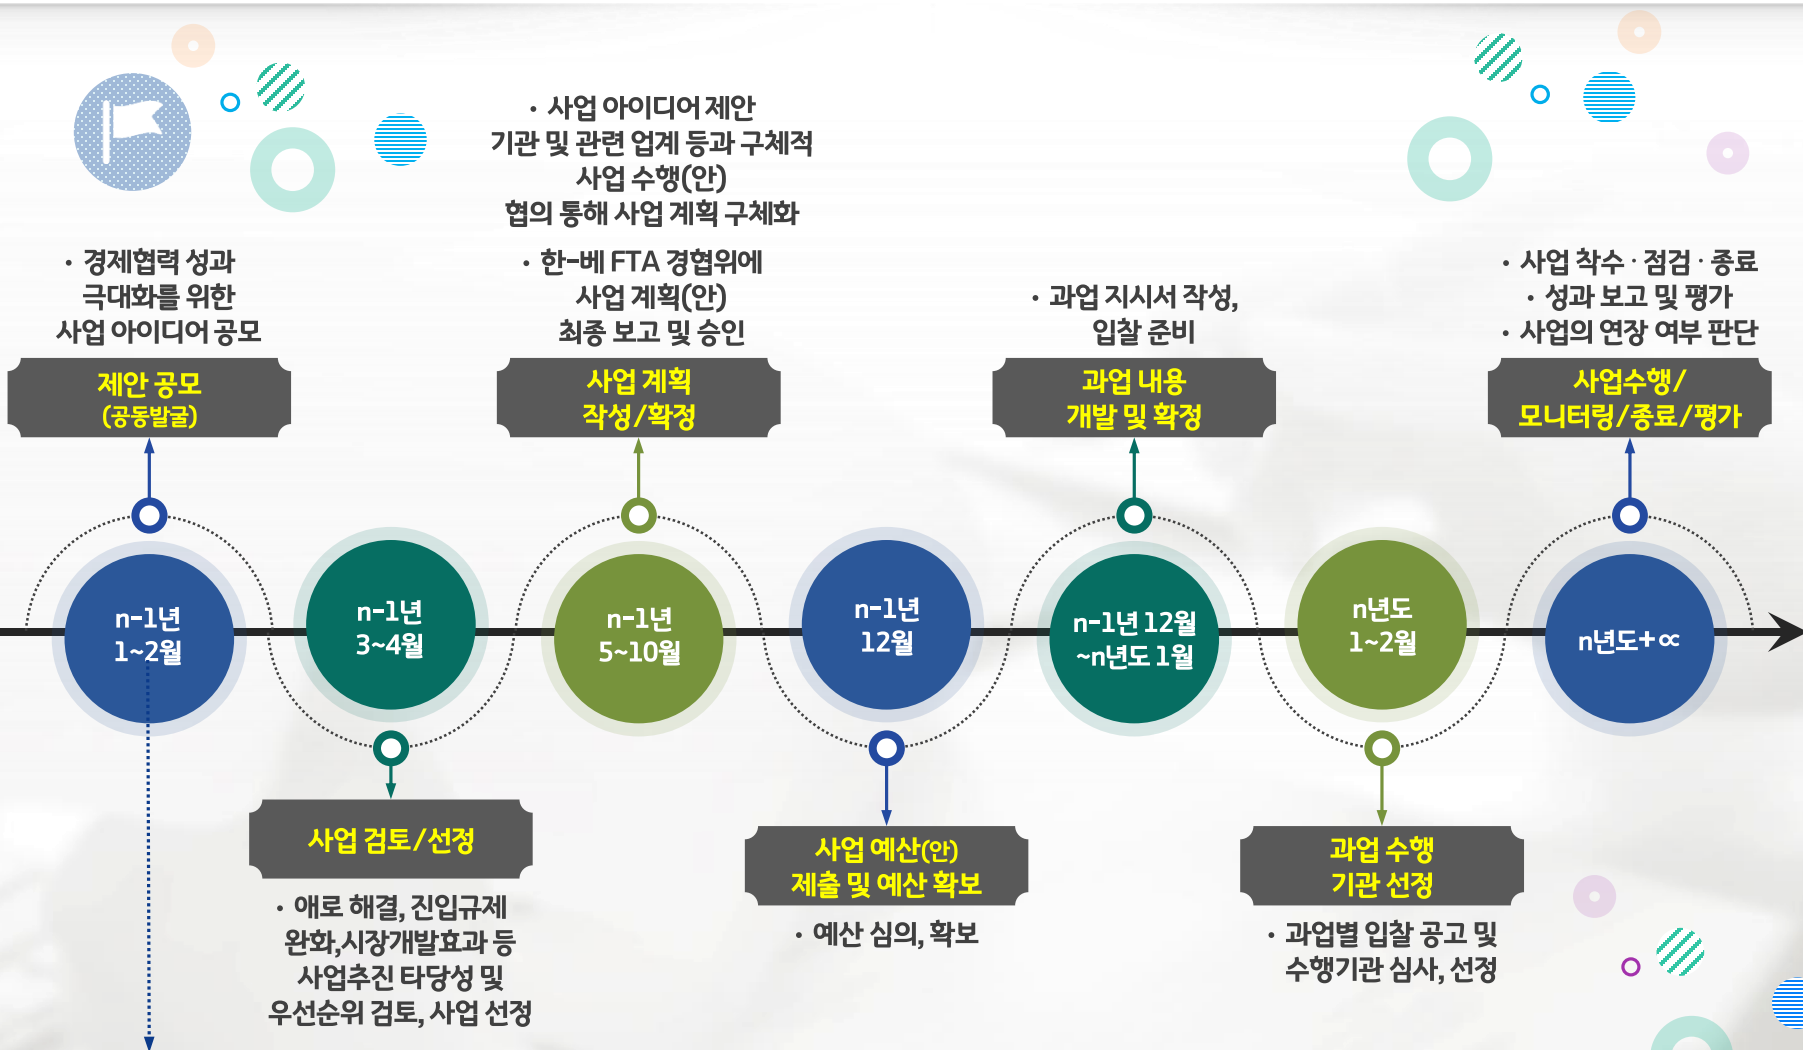 • 경제협력 성과
극대화를 위한
사업 아이디어 공모
제안 공모
(공동발굴)
n-1년
1~2월
n-1년
3~4월
사업 검토/선정
• 애로 해결, 진입규제
완화,시장개발효과 등
사업추진 타당성 및
우선순위 검토, 사업 선정
• 사업 아이디어 제안
기관 및 관련 업계 등과 구체적
사업 수행(안)
협의 통해 사업 계획 구체화
• 한-베 FTA 경협위에
사업 계획(안)
최종 보고 및 승인
사업 계획
작성/확정
n-1년
5~10월
n-1년
12월
사업 예산(안)
제출 및 예산 확보
• 예산 심의, 확보
• 과업 지시서 작성,
입찰 준비
과업 내용
개발 및 확정
n-1년 12월
~n년도 1월
n년도
1~2월
과업 수행
기관 선정
• 과업별 입찰 공고 및
수행기관 심사, 선정
• 사업 착수 · 점검 · 종료
• 성과 보고 및 평가
• 사업의 연장 여부 판단
사업수행/
모니터링/종료/평가
n년도+∝